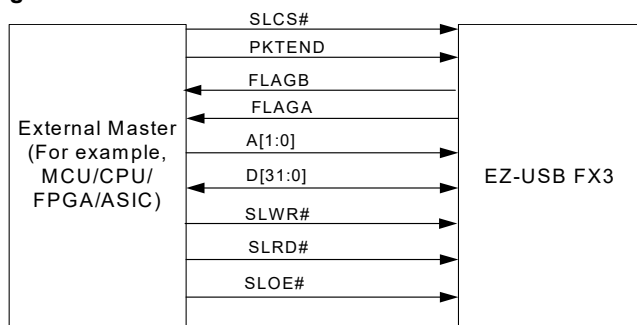 SLCS#
PKTEND
FLAGB
FLAGA
External Master
(For example,
MCU/CPU/
FPGA/ASIC)
A[1:0]
D[31:0]
EZ-USB FX3
SLWR#
SLRD#
SLOE#